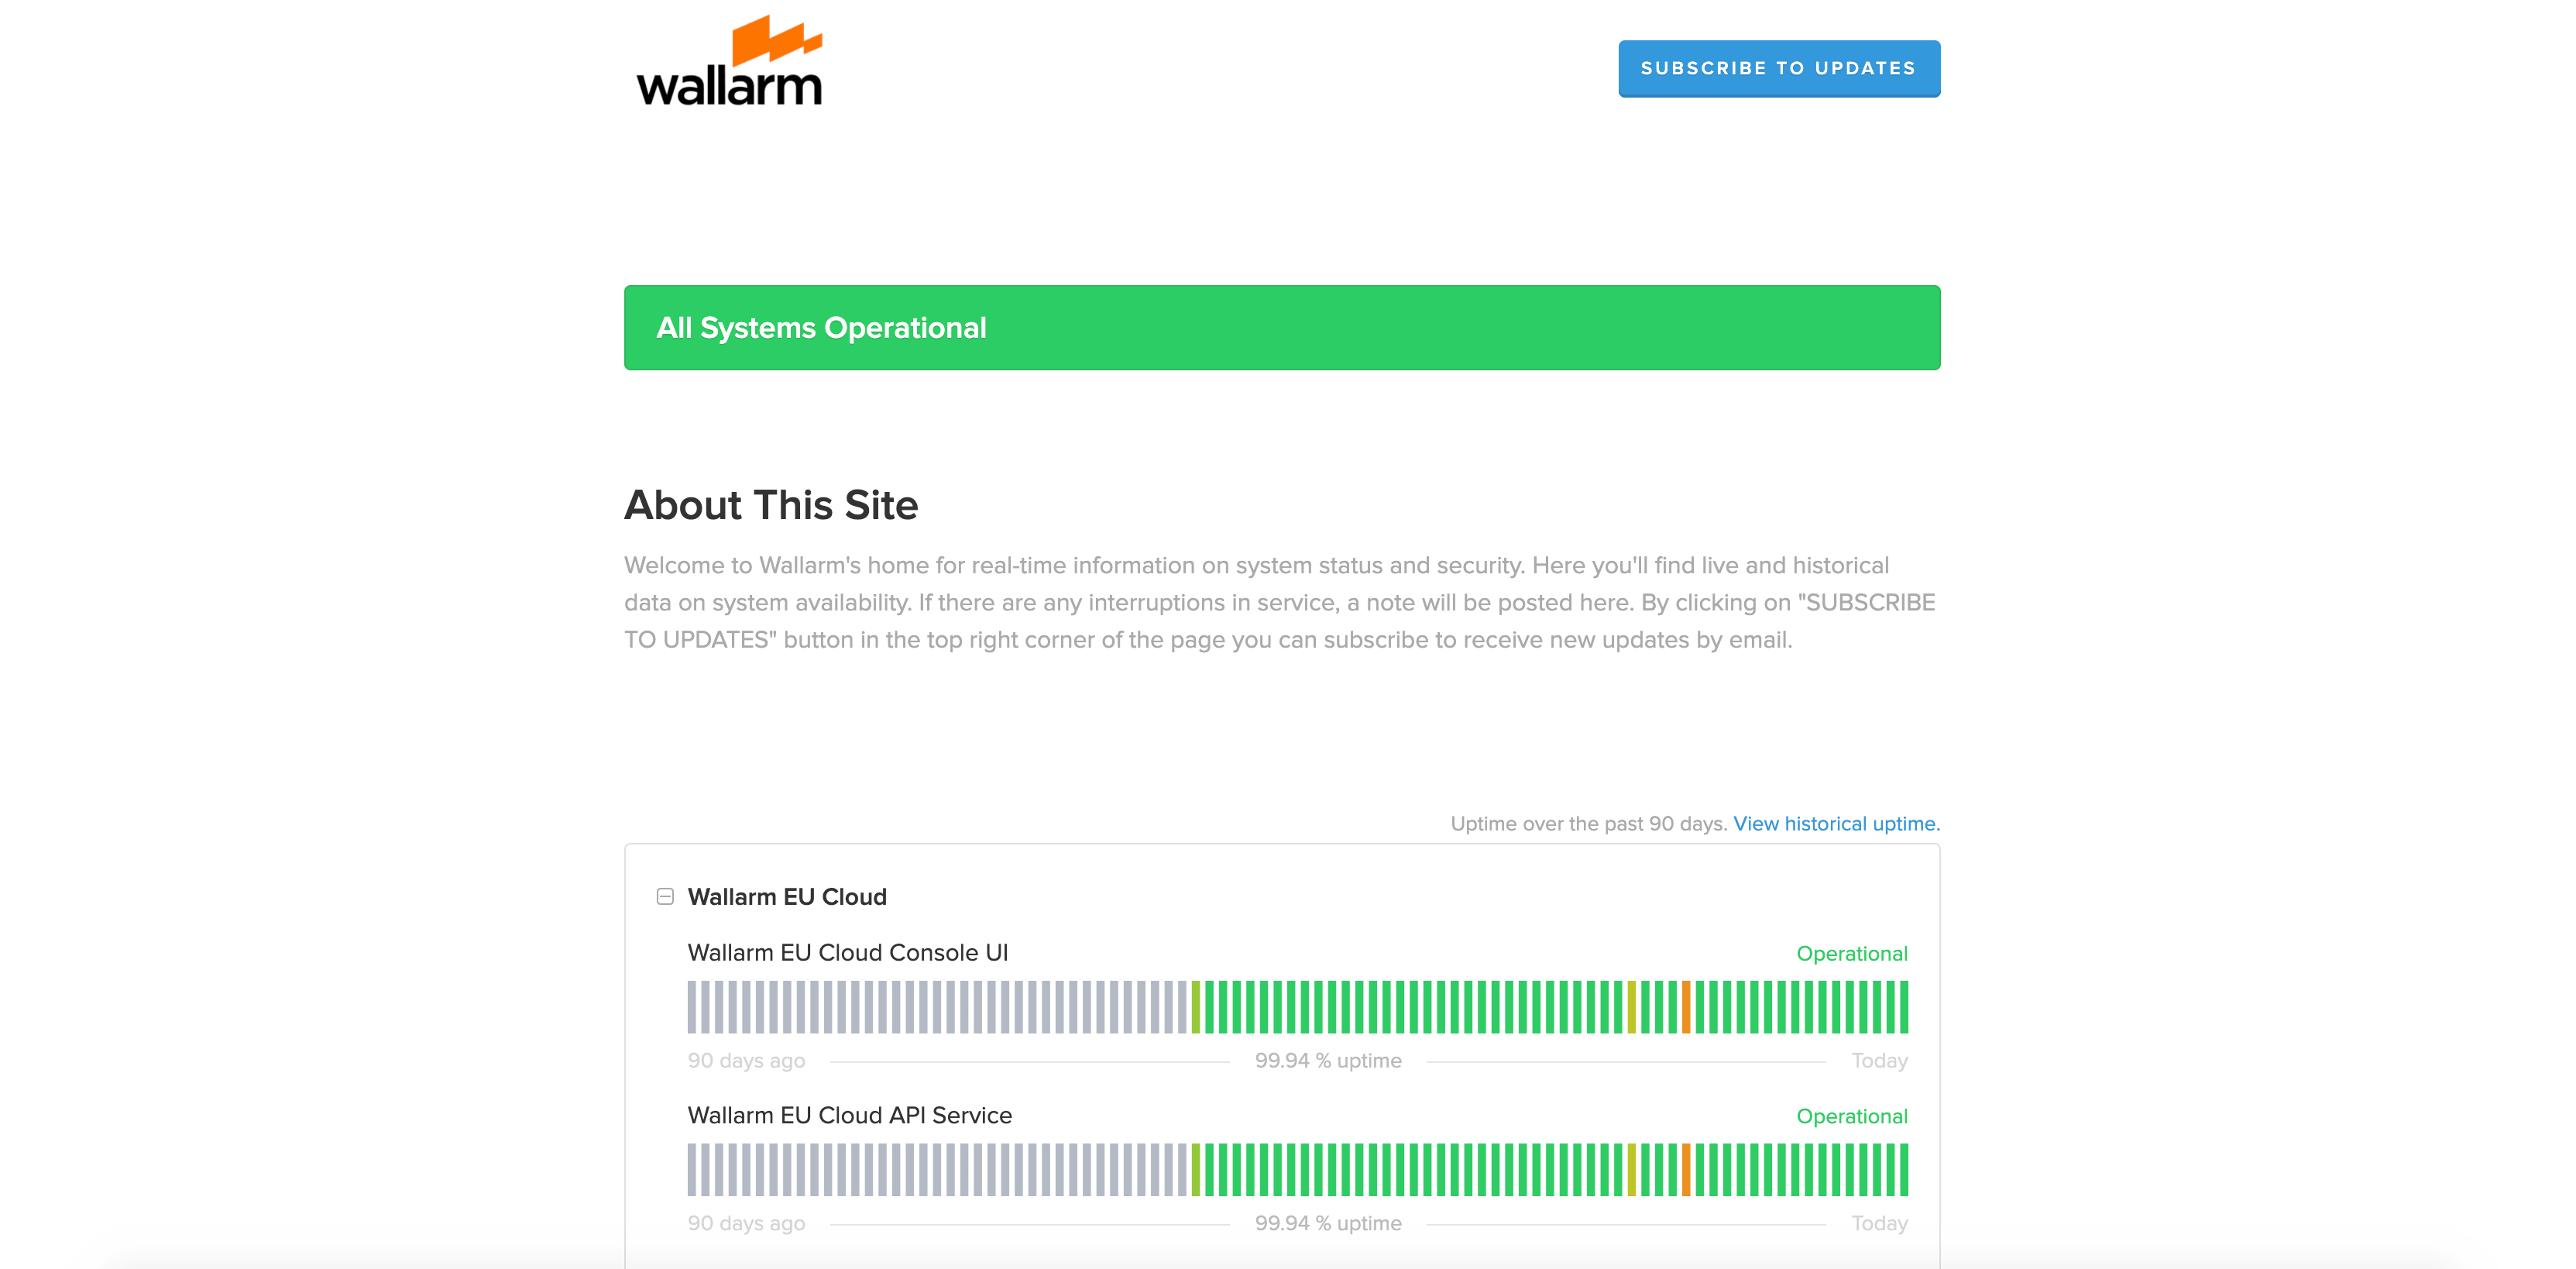 wallarm
SUBSCRIBE TO UPDATES
All Systems Operational
About This Site
Welcome to Wallarm's home for real-time information on system status and security. Here you'll find live and historical
data on system availability. If there are any interruptions in service, a note will be posted here. By clicking on "SUBSCRIBE
TO UPDATES" button in the top right corner of the page you can subscribe to receive new updates by email.
Uptime over the past 90 days. View historical uptime.
Wallarm EU Cloud
Wallarm EU Cloud Console UI Operational
90 days ago 99.94 % uptime Today
Wallarm EU Cloud API Service Operational
90 days ago 99.94 % uptime Today